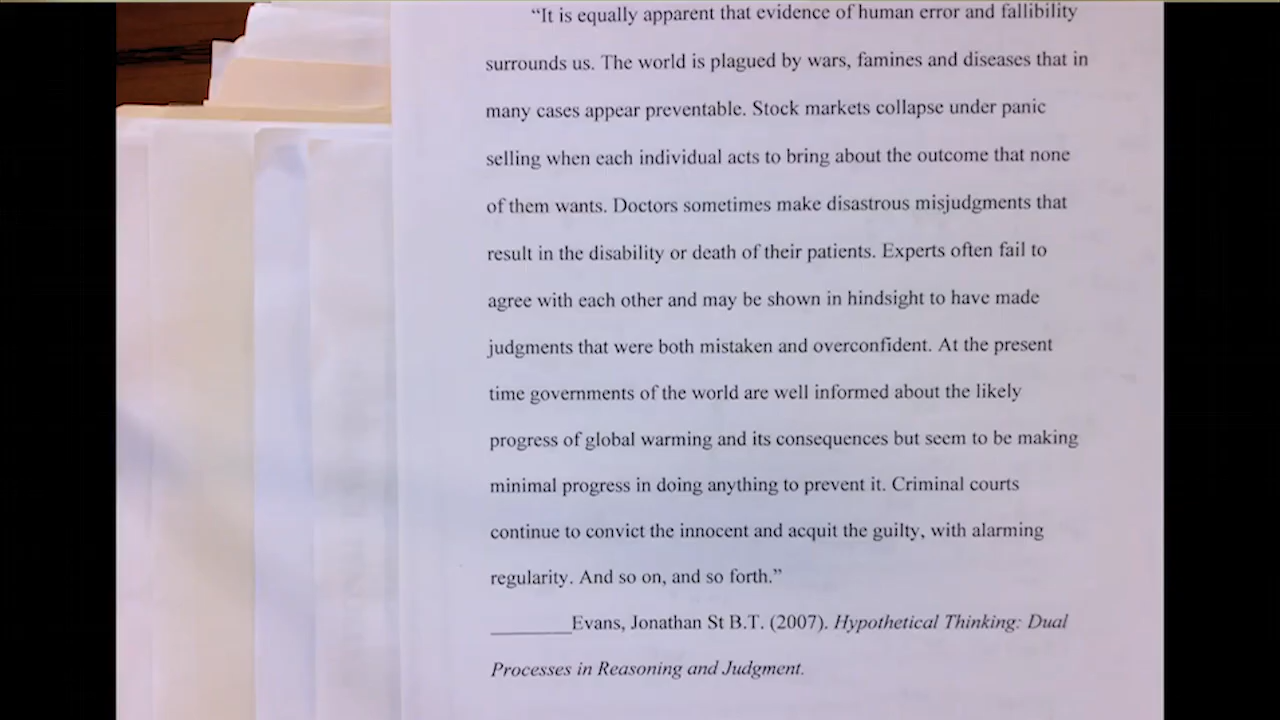 “It is equally apparent that evidence of human error and fallibility
surrounds us. The world is plagued by wars, famines and diseases that in
many cases appear preventable. Stock markets collapse under panic
selling when each individual acts to bring about the outcome that none
of them wants. Doctors sometimes make disastrous misjudgments that
result in the disability or death of their patients. Experts often fail to
agree with each other and may be shown in hindsight to have made
judgments that were both mistaken and overconfident. At the present
time governments of the world are well informed about the likely
progress of global warming and its consequences but seem to be making
minimal progress in doing anything to prevent it. Criminal courts
continue to convict the innocent and acquit the guilty, with alarming
regularity. And so on, and so forth.”
________Evans, Jonathan St B.T. (2007). Hypothetical Thinking: Dual
Processes in Reasoning and Judgment.